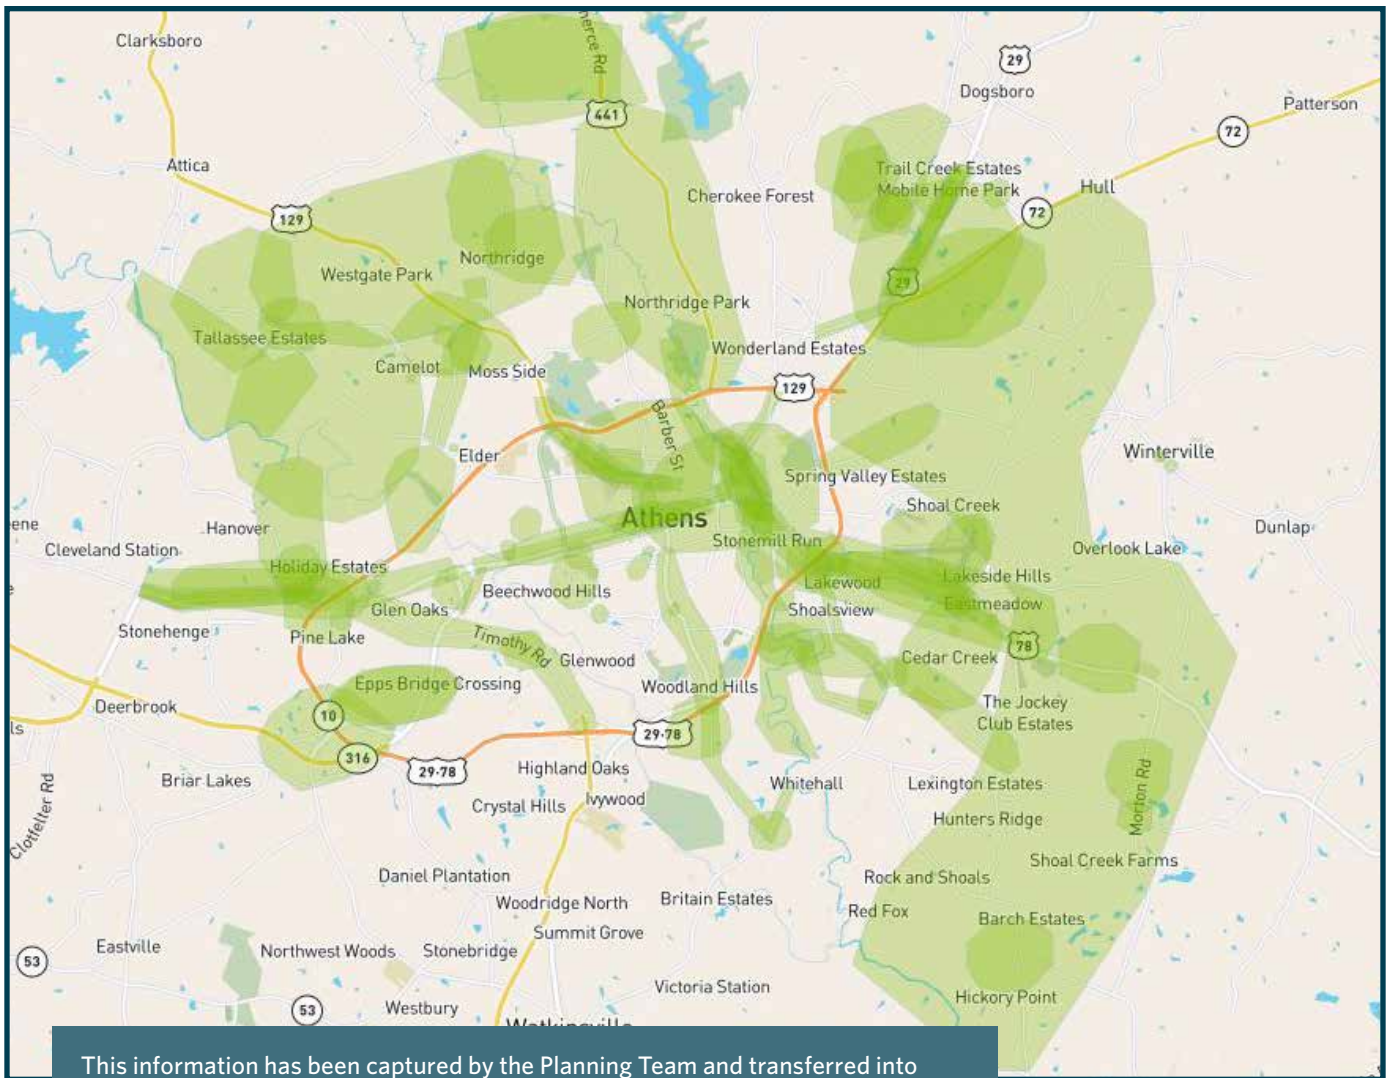 Clarksboro
29
Dogsboro
Patterson
441
72
Attica
Trail Creek Estates
Mobile Home Park
Hull
Cherokee Forest
129
72
Northridge
Westgate Park
29
Northridge Park
Tallassee Estates
Wonderland Estates
Camelot
Moss Side
129
Barber St
Elder
Winterville
Spring Valley Estates
Shoal Creek
Athens
Hanover
Dunlap
Stonemill Run
Cleveland Station
Overlook Lake
Holiday Estates
Lakeside Hills
Lakewood
Beechwood Hills
Eastmeadow
Glen Oaks
Shoalsview
Stonehenge
Pine Lake
Timothy Rd
78
Glenwood
Cedar Creek
Epps Bridge Crossing
Woodland Hills
Deerbrook
The Jockey
Club Estates
10
29·78
316
29·78
Highland Oaks
Briar Lakes
Whitehall
Lexington Estates
Morton Rd
Clotfelter Rd
Crystal Hills
Ivywood
Hunters Ridge
Shoal Creek Farms
Daniel Plantation
Rock and Shoals
Woodridge North
Britain Estates
Red Fox
Barch Estates
Summit Grove
Eastville
Northwest Woods
Stonebridge
53
Victoria Station
Hickory Point
53
Westbury
This information has been captured by the Planning Team and transferred into